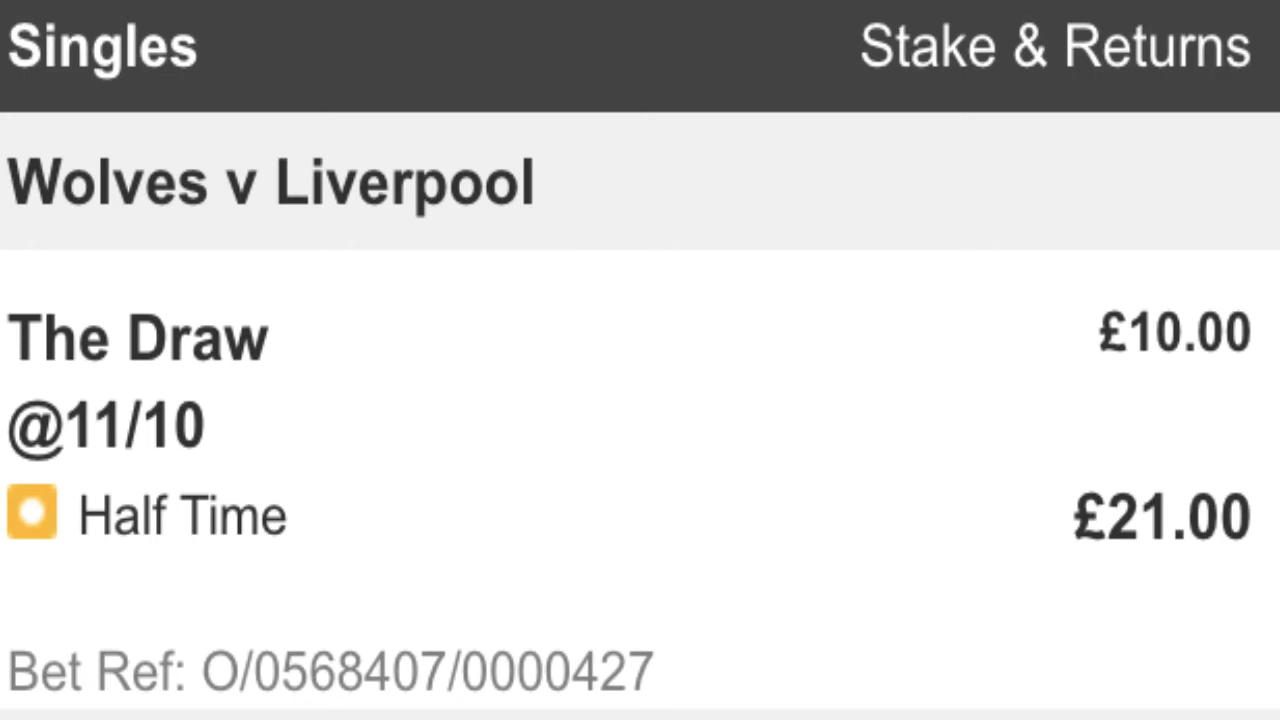 Singles Stake & Returns
Wolves v Liverpool
The Draw £10.00
@11/10
Half Time £21.00
Bet Ref: O/0568407/0000427